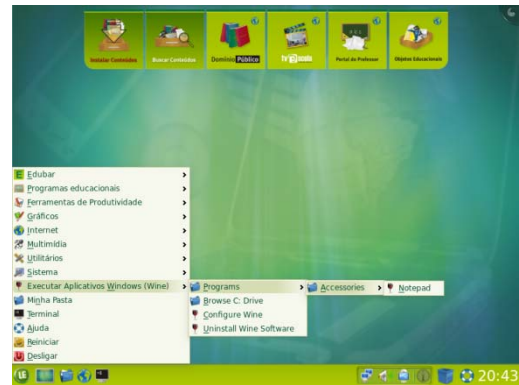 Instalar Conteúdos
Buscar Conteúdos
Domínio Público
TV Escola
Portal do Professor
Objetos Educacionais
Edubar
Programas educacionais
Ferramentas de Produtividade
Gráficos
Internet
Multimídia
Utilitários
Sistema
Executar Aplicativos Windows (Wine)
Programs
Accessories
Notepad
Minha Pasta
Browse C: Drive
Terminal
Configure Wine
Ajuda
Uninstall Wine Software
Reiniciar
Desligar
20:43